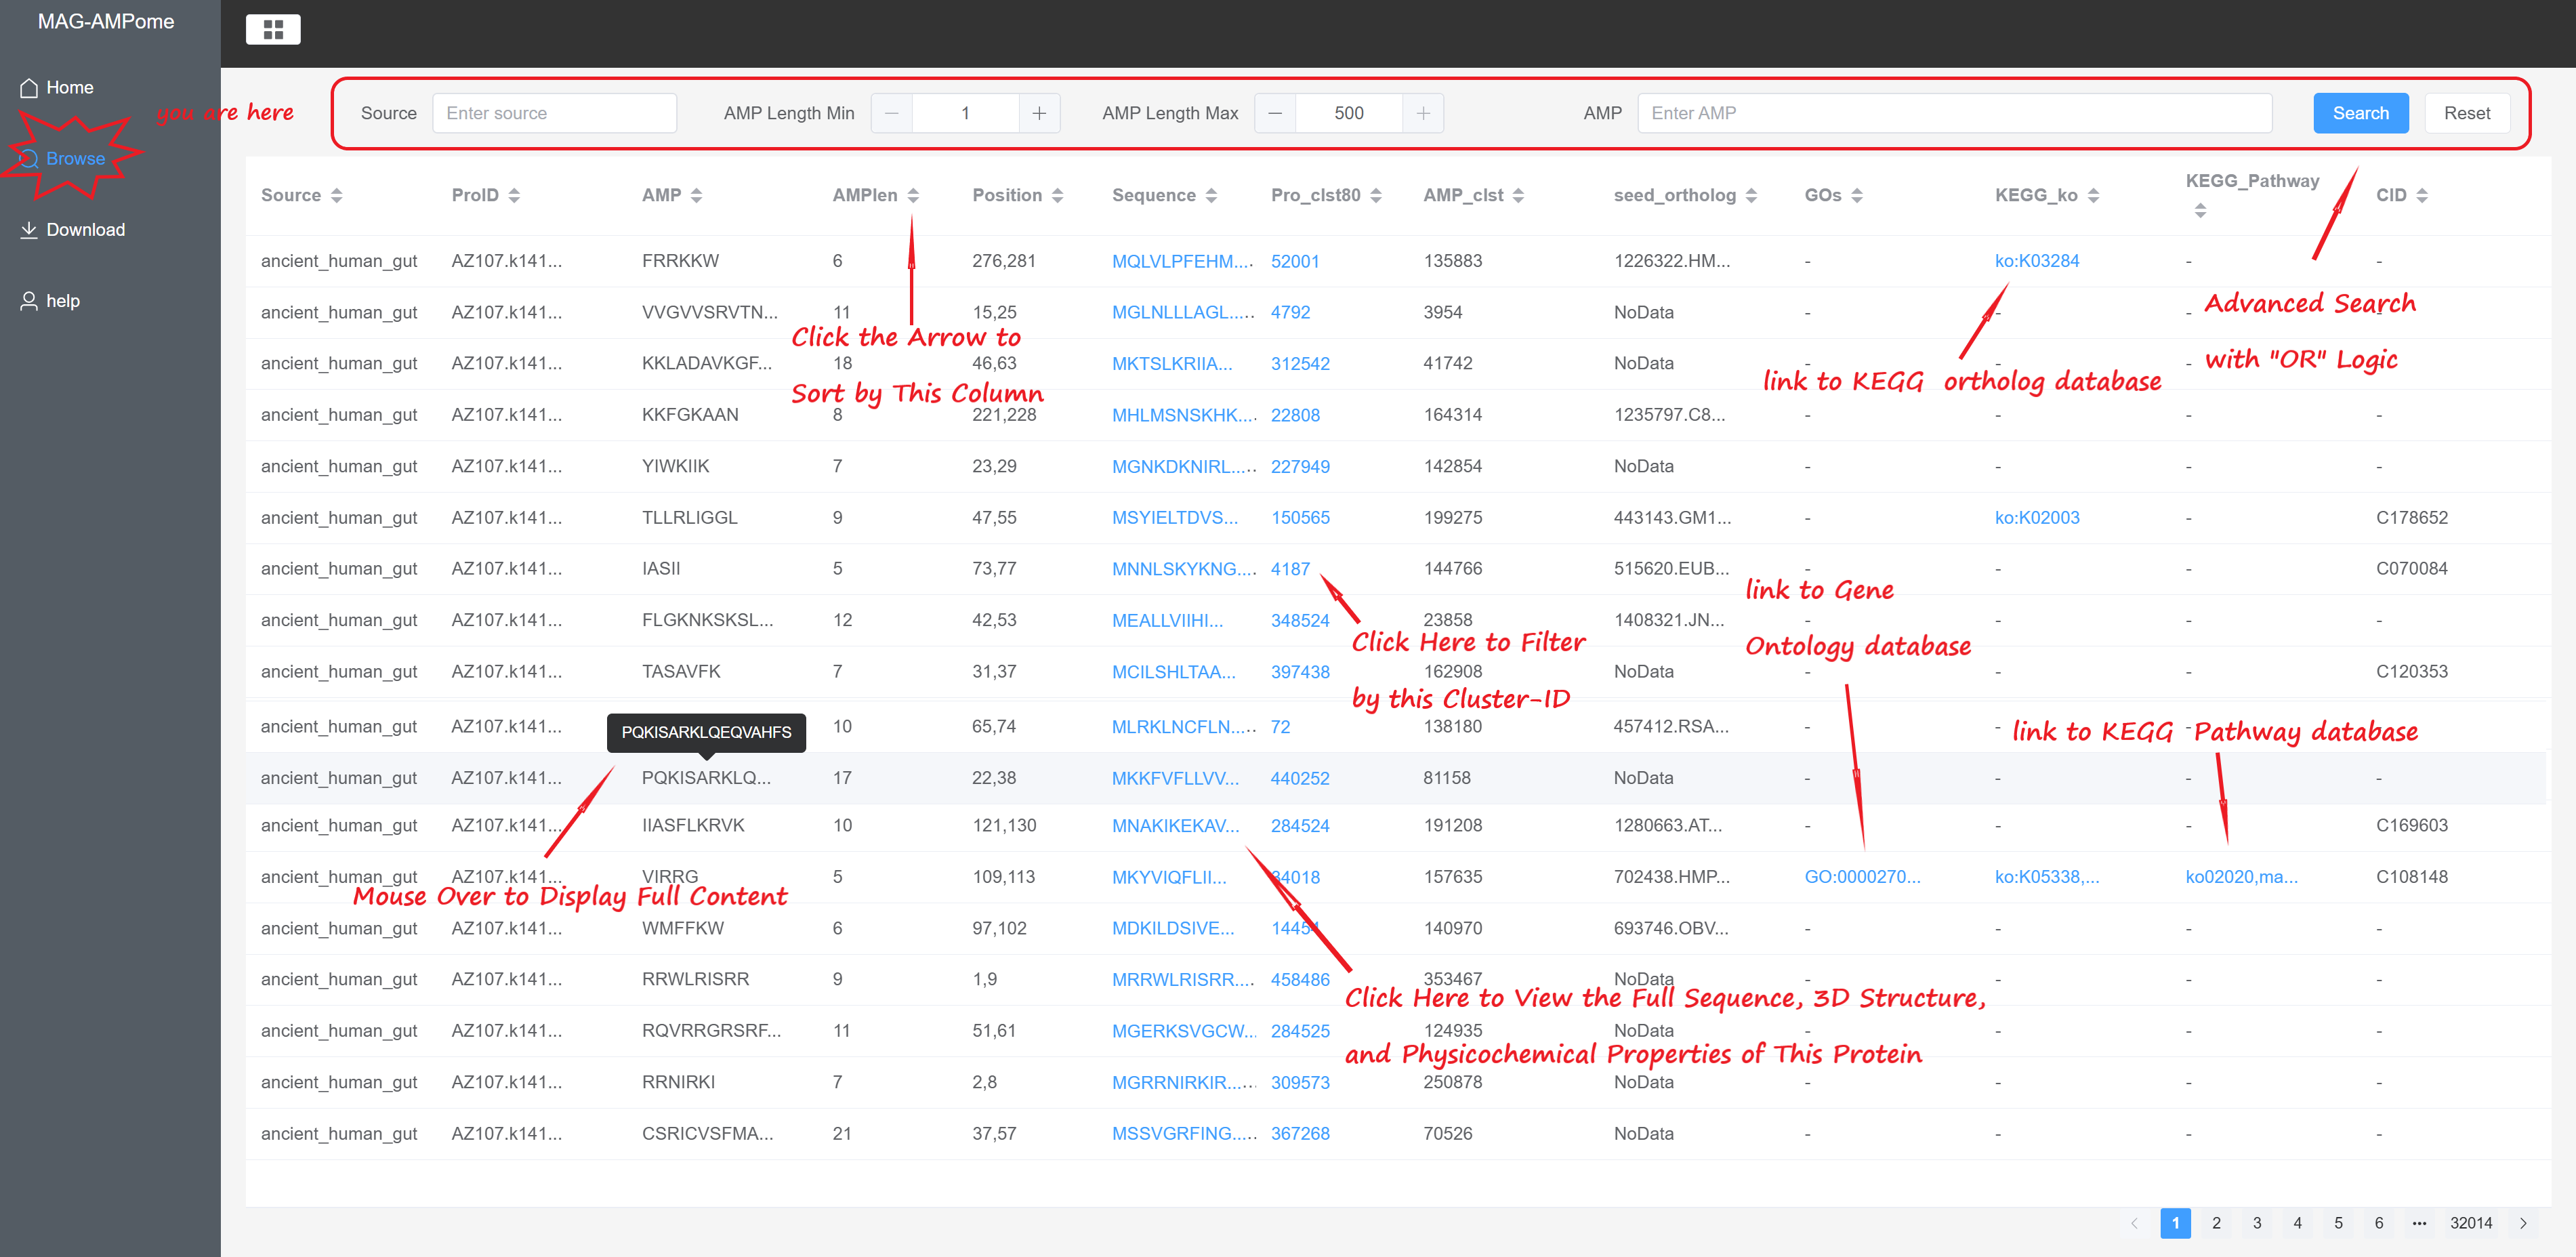 MAG-AMPome
Home
you are here
Browse
Download
help
Source Enter source AMP Length Min 1 AMP Length Max 500 AMP Enter AMP Search Reset
Source ProID AMP AMPlen Position Sequence Pro_clst80 AMP_clst seed_ortholog GOs KEGG_ko KEGG_Pathway CID
ancient_human_gut AZ107.k141... FRRKKW 6 276,281 MQLVLPFEHM.... 52001 135883 1226322.HM... - ko:K03284 - -
ancient_human_gut AZ107.k141... VVGVVSRVTN... 11 15,25 MGLNLLLAGL..... 4792 3954 NoData - - - -
ancient_human_gut AZ107.k141... KKLADAVKGF... 18 46,63 MKTSLKRIIA... 312542 41742 NoData - - - -
ancient_human_gut AZ107.k141... KKFGKAAN 8 221,228 MHLMSNSKHK.... 22808 164314 1235797.C8... - - - -
ancient_human_gut AZ107.k141... YIWKIIK 7 23,29 MGNKDKNIRL..... 227949 142854 NoData - - - -
ancient_human_gut AZ107.k141... TLLRLIGGL 9 47,55 MSYIELTDVS... 150565 199275 443143.GM1... - ko:K02003 - C178652
ancient_human_gut AZ107.k141... IASII 5 73,77 MNNLSKYKNG.... 4187 144766 515620.EUB... - - - C070084
ancient_human_gut AZ107.k141... FLGKNKSKSL... 12 42,53 MEALLVIIHI... 348524 23858 1408321.JN... - - - -
ancient_human_gut AZ107.k141... TASAVFK 7 31,37 MCILSHLTAA... 397438 162908 NoData - - - C120353
ancient_human_gut AZ107.k141... PQKISARKLQEQVAHFS 10 65,74 MLRKLNCFLN..... 72 138180 457412.RSA... - - - -
ancient_human_gut AZ107.k141... PQKISARKLQ... 17 22,38 MKKFVFLLVV... 440252 81158 NoData - - - -
ancient_human_gut AZ107.k141... IIASFLKRVK 10 121,130 MNAKIKEKAV... 284524 191208 1280663.AT... - - - C169603
ancient_human_gut AZ107.k141... VIRRG 5 109,113 MKYVIQFLII... 34018 157635 702438.HMP... GO:0000270... ko:K05338,... ko02020,ma... C108148
ancient_human_gut AZ107.k141... WMFFKW 6 97,102 MDKILDSIVE... 14454 140970 693746.OBV... - - - -
ancient_human_gut AZ107.k141... RRWLRISRR 9 1,9 MRRWLRISRR.... 458486 353467 NoData - - - -
ancient_human_gut AZ107.k141... RQVRRGRSRF... 11 51,61 MGERKSVGCW... 284525 124935 NoData - - - -
ancient_human_gut AZ107.k141... RRNIRKI 7 2,8 MGRRNIRKIR..... 309573 250878 NoData - - - -
ancient_human_gut AZ107.k141... CSRICVSFMA... 21 37,57 MSSVGRFING..... 367268 70526 NoData - - - -
Click the Arrow to
Sort by This Column
Advanced Search
with "OR" Logic
link to KEGG ortholog database
Click Here to Filter
by this Cluster-ID
link to Gene
Ontology database
link to KEGG Pathway database
Mouse Over to Display Full Content
Click Here to View the Full Sequence, 3D Structure,
and Physicochemical Properties of This Protein
1 2 3 4 5 6 ••• 32014